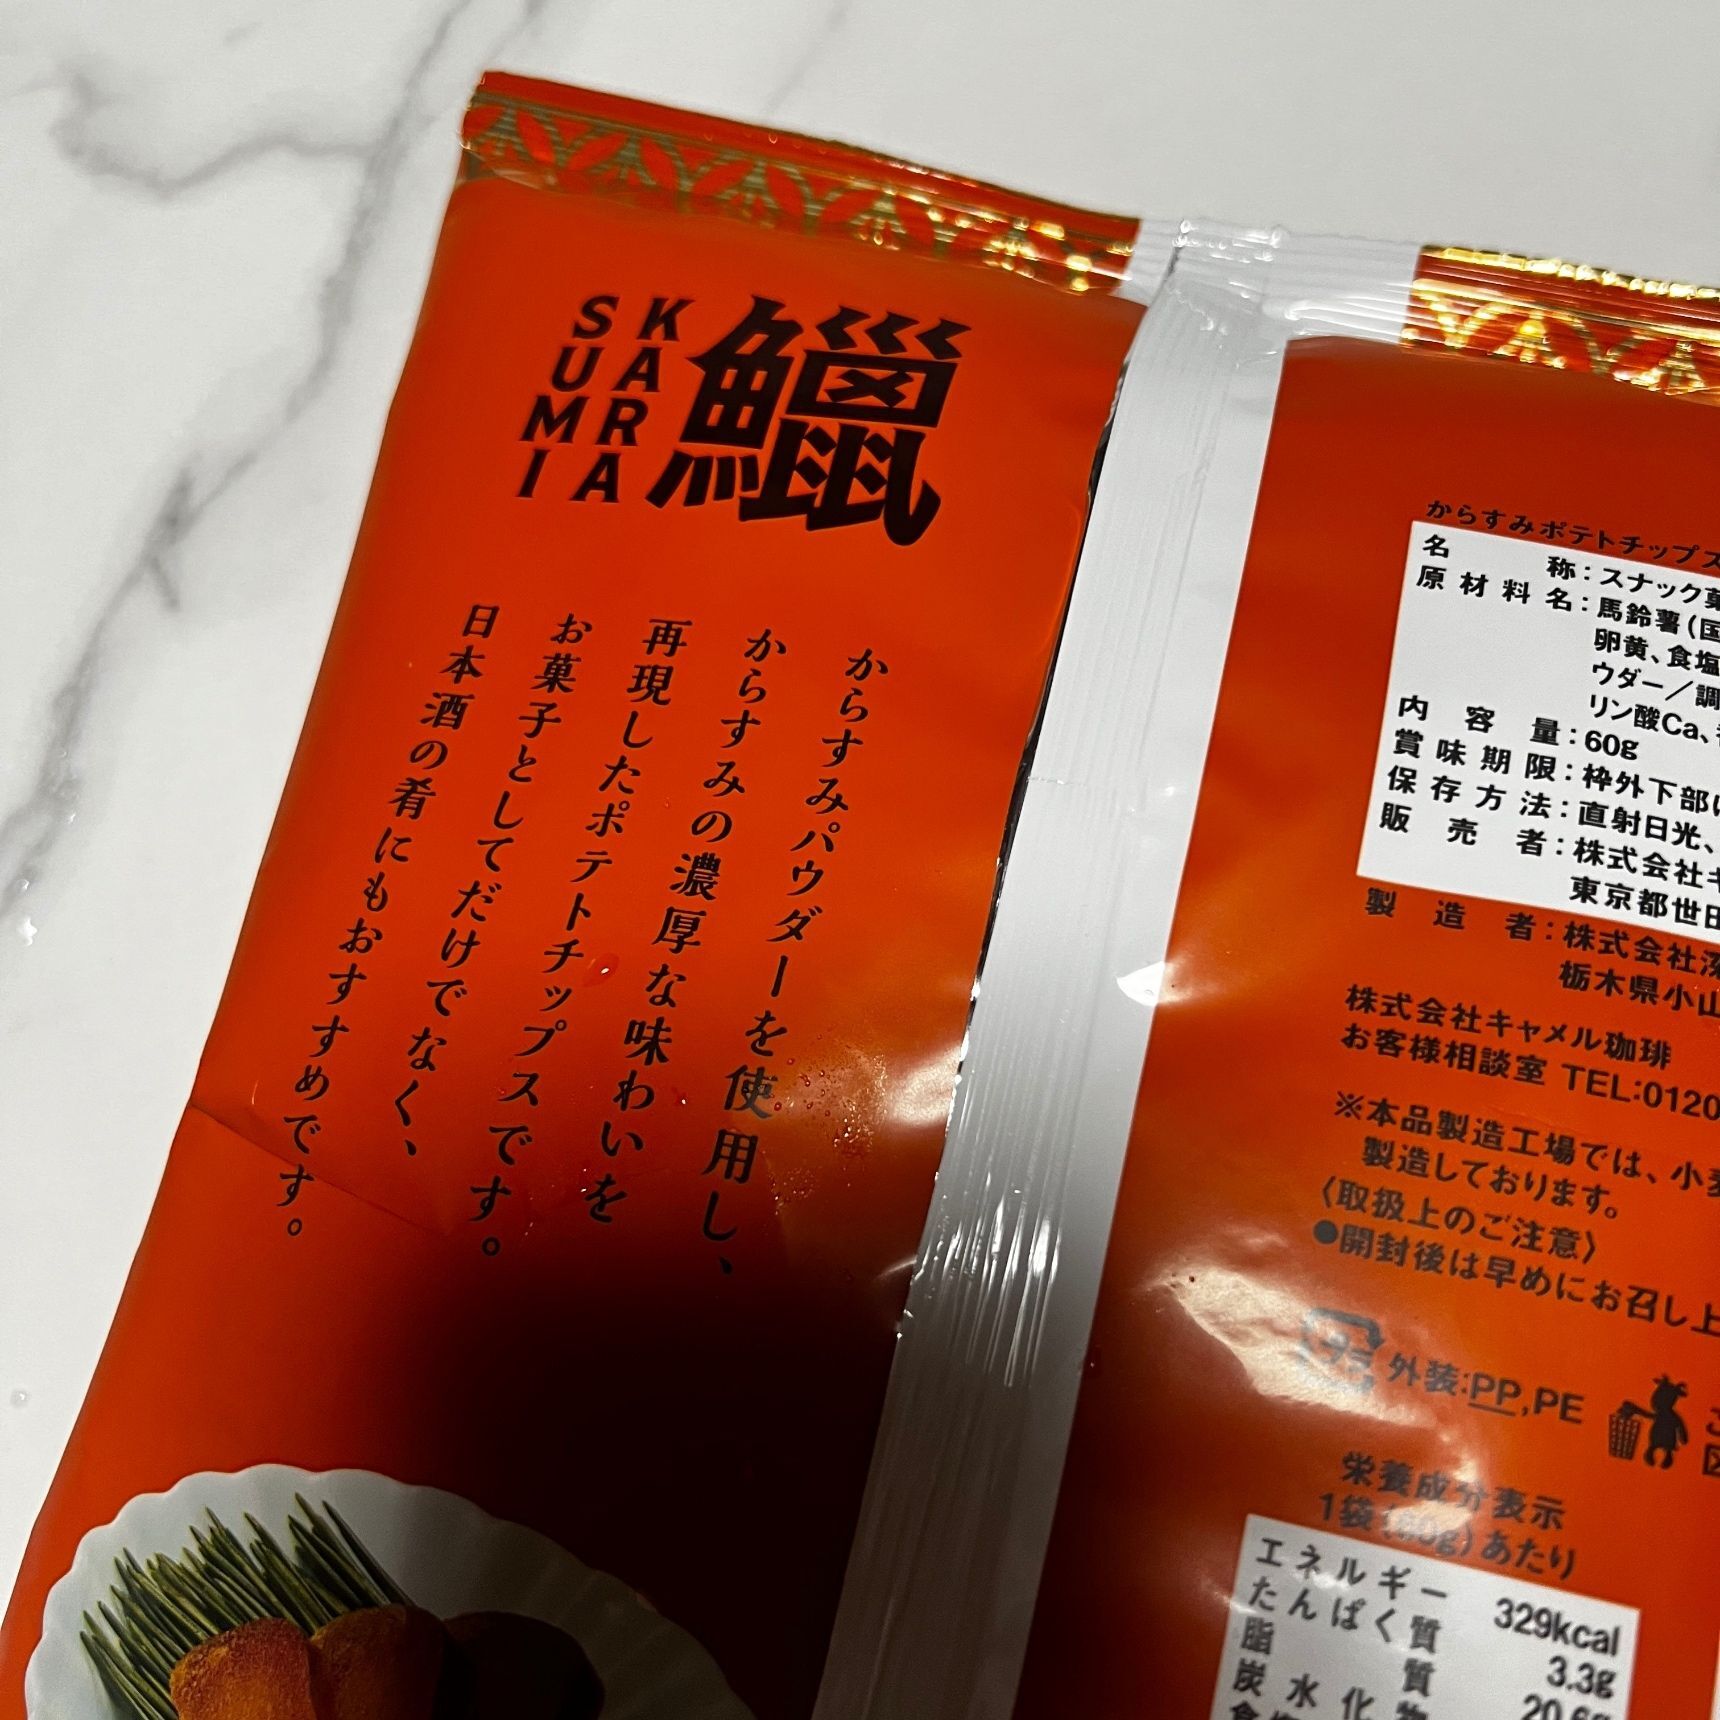 鱲
KARA
SUMI
からすみパウダーを使用し、
からすみの濃厚な味わいを
再現したポテトチップスです。
お菓子としてだけでなく、
日本酒の肴にもおすすめです。
からすみポテトチップス
名称：スナック菓
原材料名：馬鈴薯（国
卵黄、食塩
ウダー／調
リン酸Ca、
内容量：60g
賞味期限：枠外下部に
保存方法：直射日光、
販売者：株式会社キ
東京都世田
製造者：株式会社深
栃木県小山
株式会社キャメル珈琲
お客様相談室 TEL:0120
※本品製造工場では、小麦
製造しております。
〈取扱上のご注意〉
●開封後は早めにお召し上
プラ
外装:PP,PE
栄養成分表示
1袋(60g)あたり
エネルギー 329kcal
たんぱく質 3.3g
脂質 20.6g
炭水化物